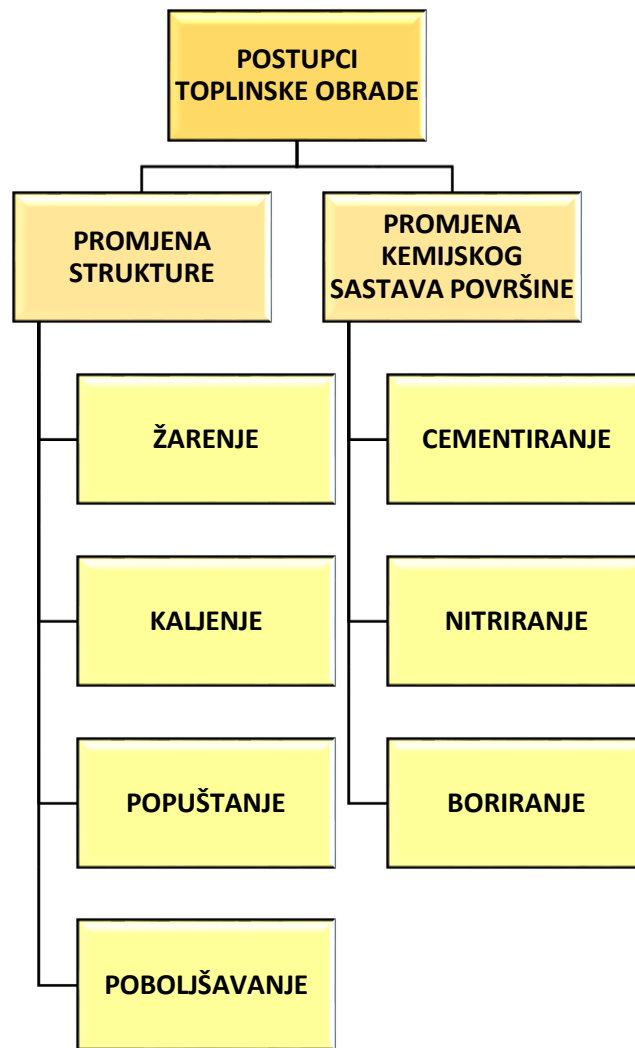 POSTUPCI
TOPLINSKE OBRADE
PROMJENA
STRUKTURE
PROMJENA
KEMIJSKOG
SASTAVA POVRŠINE
ŽARENJE
KALJENJE
POPUŠTANJE
POBOLJŠAVANJE
CEMENTIRANJE
NITRIRANJE
BORIRANJE